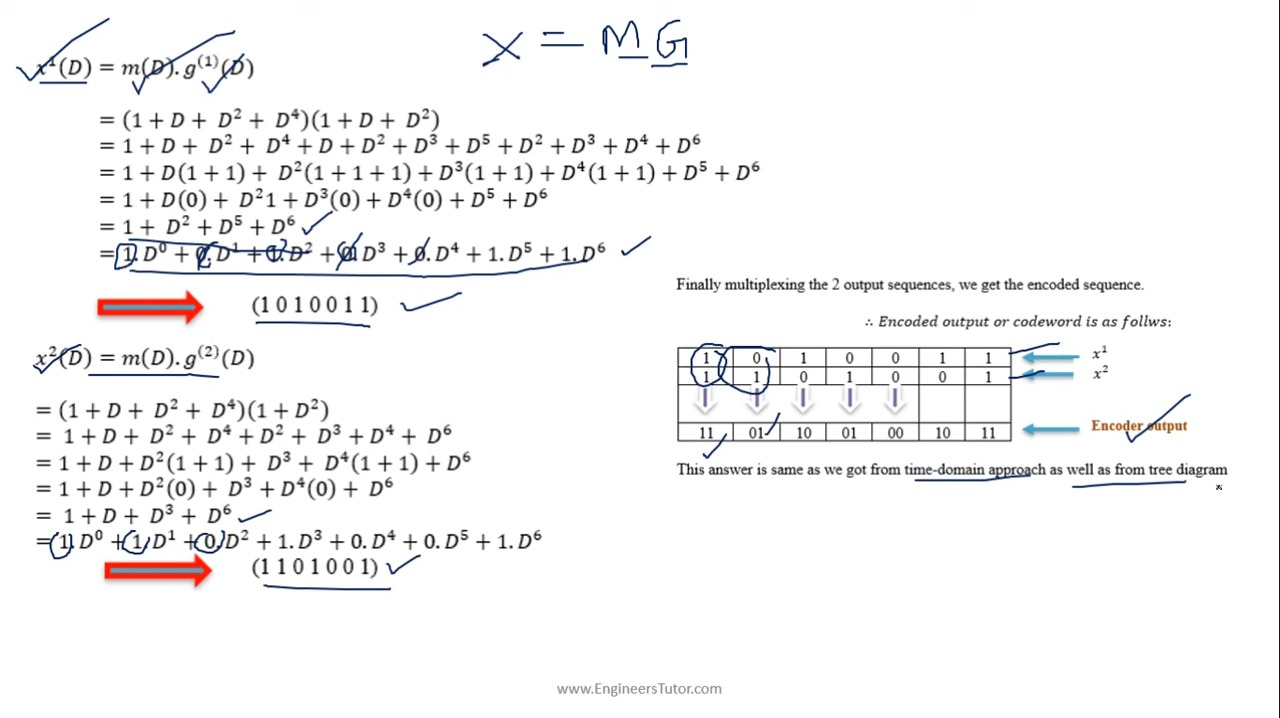 x = MG
x¹(D) = m(D). g⁽¹⁾(D)
= (1 + D + D² + D⁴)(1 + D + D²)
= 1 + D + D² + D⁴ + D + D² + D³ + D⁵ + D² + D³ + D⁴ + D⁶
= 1 + D(1 + 1) + D²(1 + 1 + 1) + D³(1 + 1) + D⁴(1 + 1) + D⁵ + D⁶
= 1 + D(0) + D²1 + D³(0) + D⁴(0) + D⁵ + D⁶
= 1 + D² + D⁵ + D⁶
= 1. D⁰ + 0. D¹ + 1. D² + 0. D³ + 0. D⁴ + 1. D⁵ + 1. D⁶
(1 0 1 0 0 1 1)
x²(D) = m(D). g⁽²⁾(D)
= (1 + D + D² + D⁴)(1 + D²)
= 1 + D + D² + D⁴ + D² + D³ + D⁴ + D⁶
= 1 + D + D²(1 + 1) + D³ + D⁴(1 + 1) + D⁶
= 1 + D + D²(0) + D³ + D⁴(0) + D⁶
= 1 + D + D³ + D⁶
= 1. D⁰ + 1. D¹ + 0. D² + 1. D³ + 0. D⁴ + 0. D⁵ + 1. D⁶
(1 1 0 1 0 0 1)
Finally multiplexing the 2 output sequences, we get the encoded sequence.
∴ Encoded output or codeword is as follws:
1 0 1 0 0 1 1 x¹
1 1 0 1 0 0 1 x²
11 01 10 01 00 10 11 Encoder output
This answer is same as we got from time-domain approach as well as from tree diagram
www.EngineersTutor.com